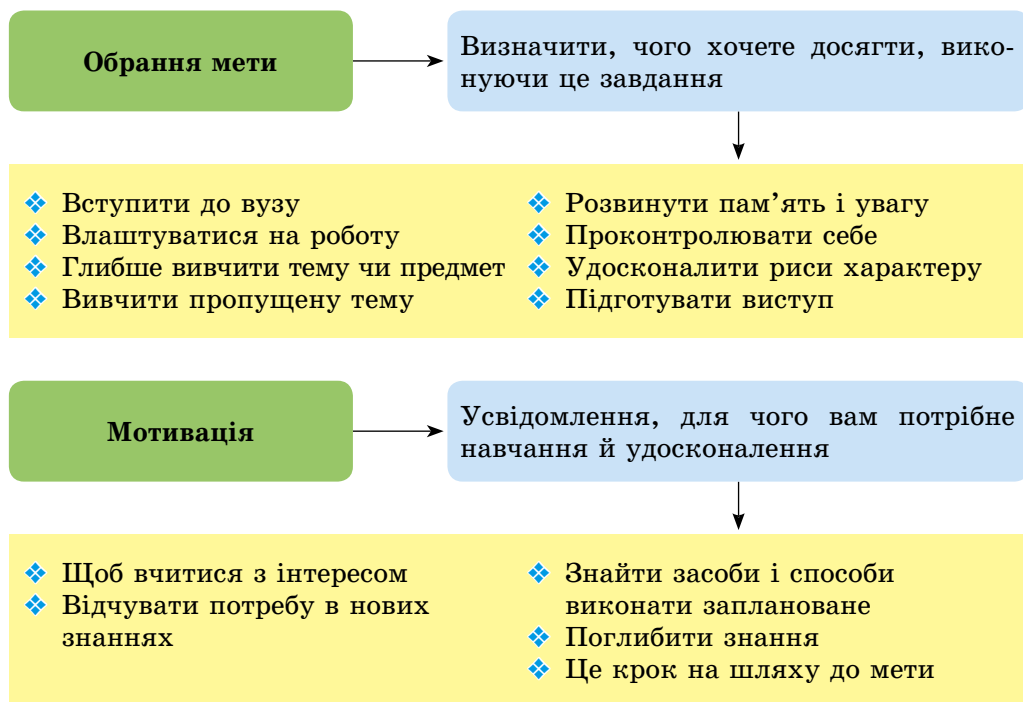 Обрання мети
Визначити, чого хочете досягти, вико-
нуючи це завдання
❖ Вступити до вузу
❖ Влаштуватися на роботу
❖ Глибше вивчити тему чи предмет
❖ Вивчити пропущену тему
❖ Розвинути пам’ять і увагу
❖ Проконтролювати себе
❖ Удосконалити риси характеру
❖ Підготувати виступ
Мотивація
Усвідомлення, для чого вам потрібне
навчання й удосконалення
❖ Щоб вчитися з інтересом
❖ Відчувати потребу в нових
знаннях
❖ Знайти засоби і способи
виконати заплановане
❖ Поглибити знання
❖ Це крок на шляху до мети